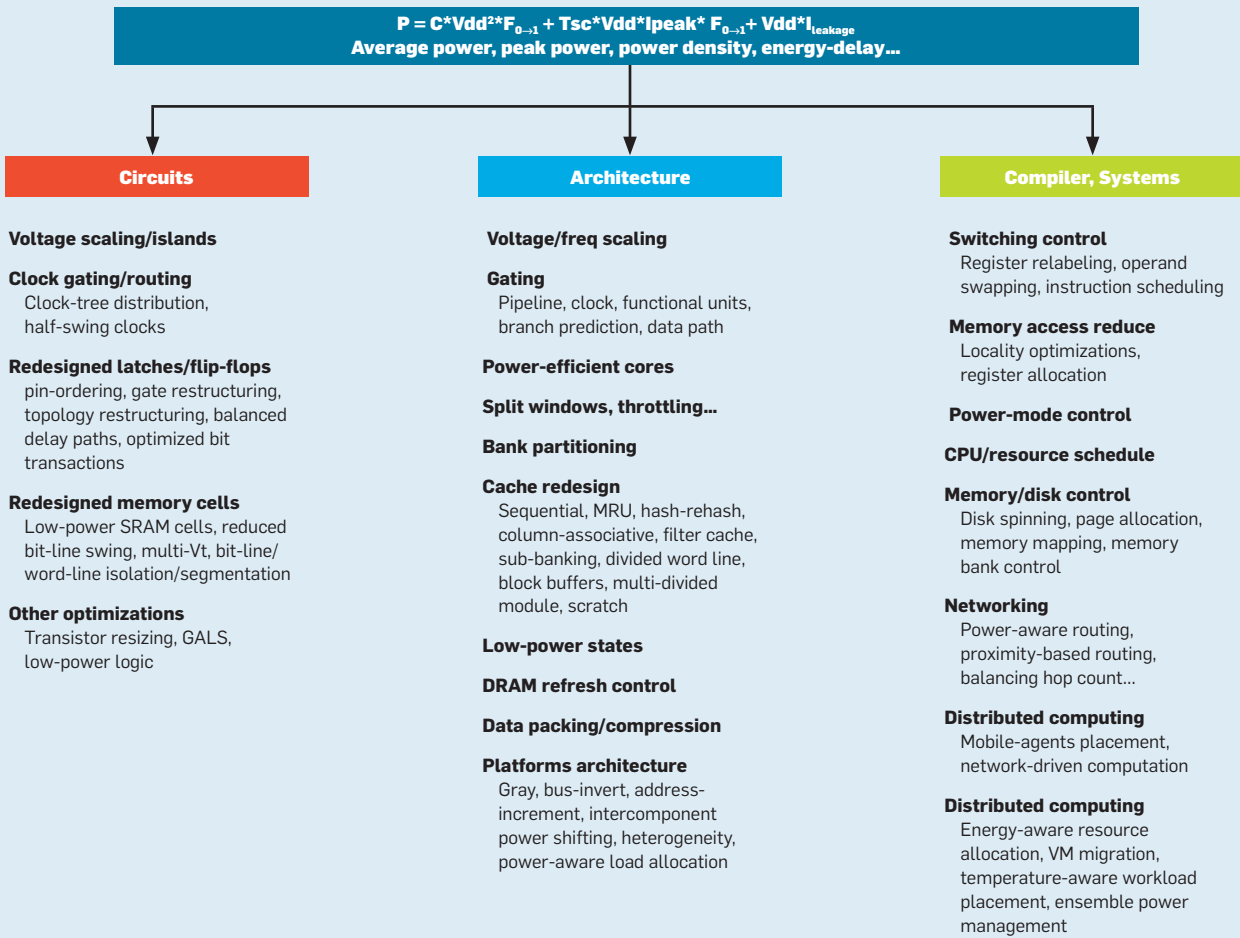 P = C*Vdd²*F₀→₁ + Tsc*Vdd*Ipeak* F₀→₁+ Vdd*Iₗₑₐₖₐgₑ
Average power, peak power, power density, energy-delay...
Circuits
Voltage scaling/islands
Clock gating/routing
Clock-tree distribution,
half-swing clocks
Redesigned latches/flip-flops
pin-ordering, gate restructuring,
topology restructuring, balanced
delay paths, optimized bit
transactions
Redesigned memory cells
Low-power SRAM cells, reduced
bit-line swing, multi-Vt, bit-line/
word-line isolation/segmentation
Other optimizations
Transistor resizing, GALS,
low-power logic
Architecture
Voltage/freq scaling
Gating
Pipeline, clock, functional units,
branch prediction, data path
Power-efficient cores
Split windows, throttling...
Bank partitioning
Cache redesign
Sequential, MRU, hash-rehash,
column-associative, filter cache,
sub-banking, divided word line,
block buffers, multi-divided
module, scratch
Low-power states
DRAM refresh control
Data packing/compression
Platforms architecture
Gray, bus-invert, address-
increment, intercomponent
power shifting, heterogeneity,
power-aware load allocation
Compiler, Systems
Switching control
Register relabeling, operand
swapping, instruction scheduling
Memory access reduce
Locality optimizations,
register allocation
Power-mode control
CPU/resource schedule
Memory/disk control
Disk spinning, page allocation,
memory mapping, memory
bank control
Networking
Power-aware routing,
proximity-based routing,
balancing hop count...
Distributed computing
Mobile-agents placement,
network-driven computation
Distributed computing
Energy-aware resource
allocation, VM migration,
temperature-aware workload
placement, ensemble power
management